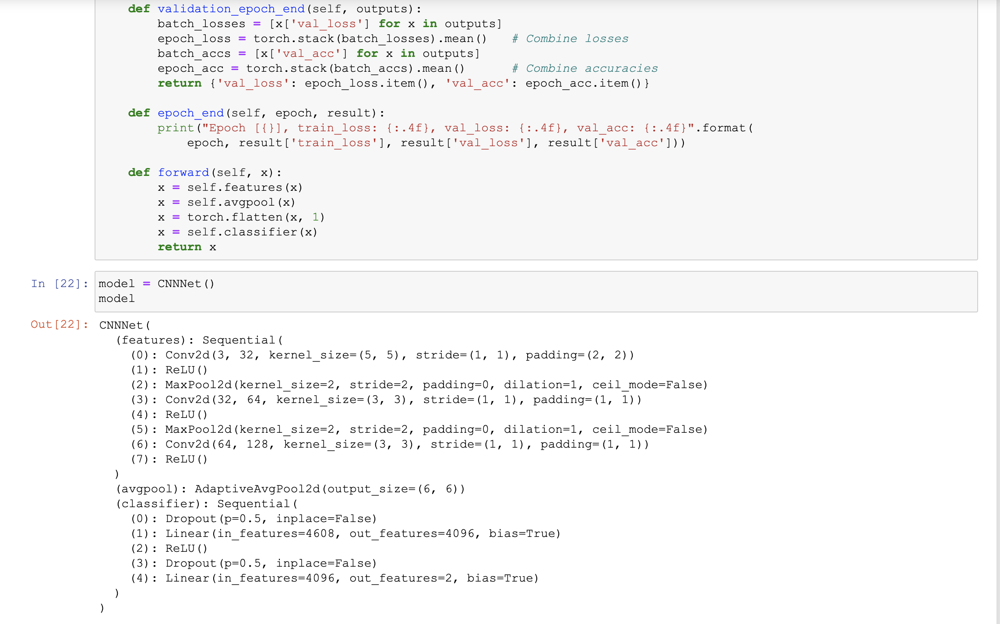 def validation_epoch_end(self, outputs):
batch_losses = [x['val_loss'] for x in outputs]
epoch_loss = torch.stack(batch_losses).mean()   # Combine losses
batch_accs = [x['val_acc'] for x in outputs]
epoch_acc = torch.stack(batch_accs).mean()      # Combine accuracies
return {'val_loss': epoch_loss.item(), 'val_acc': epoch_acc.item()}
def epoch_end(self, epoch, result):
print("Epoch [{}], train_loss: {:.4f}, val_loss: {:.4f}, val_acc: {:.4f}".format(
epoch, result['train_loss'], result['val_loss'], result['val_acc']))
def forward(self, x):
x = self.features(x)
x = self.avgpool(x)
x = torch.flatten(x, 1)
x = self.classifier(x)
return x
In [22]: model = CNNNet()
model
Out[22]: CNNNet(
(features): Sequential(
(0): Conv2d(3, 32, kernel_size=(5, 5), stride=(1, 1), padding=(2, 2))
(1): ReLU()
(2): MaxPool2d(kernel_size=2, stride=2, padding=0, dilation=1, ceil_mode=False)
(3): Conv2d(32, 64, kernel_size=(3, 3), stride=(1, 1), padding=(1, 1))
(4): ReLU()
(5): MaxPool2d(kernel_size=2, stride=2, padding=0, dilation=1, ceil_mode=False)
(6): Conv2d(64, 128, kernel_size=(3, 3), stride=(1, 1), padding=(1, 1))
(7): ReLU()
)
(avgpool): AdaptiveAvgPool2d(output_size=(6, 6))
(classifier): Sequential(
(0): Dropout(p=0.5, inplace=False)
(1): Linear(in_features=4608, out_features=4096, bias=True)
(2): ReLU()
(3): Dropout(p=0.5, inplace=False)
(4): Linear(in_features=4096, out_features=2, bias=True)
)
)